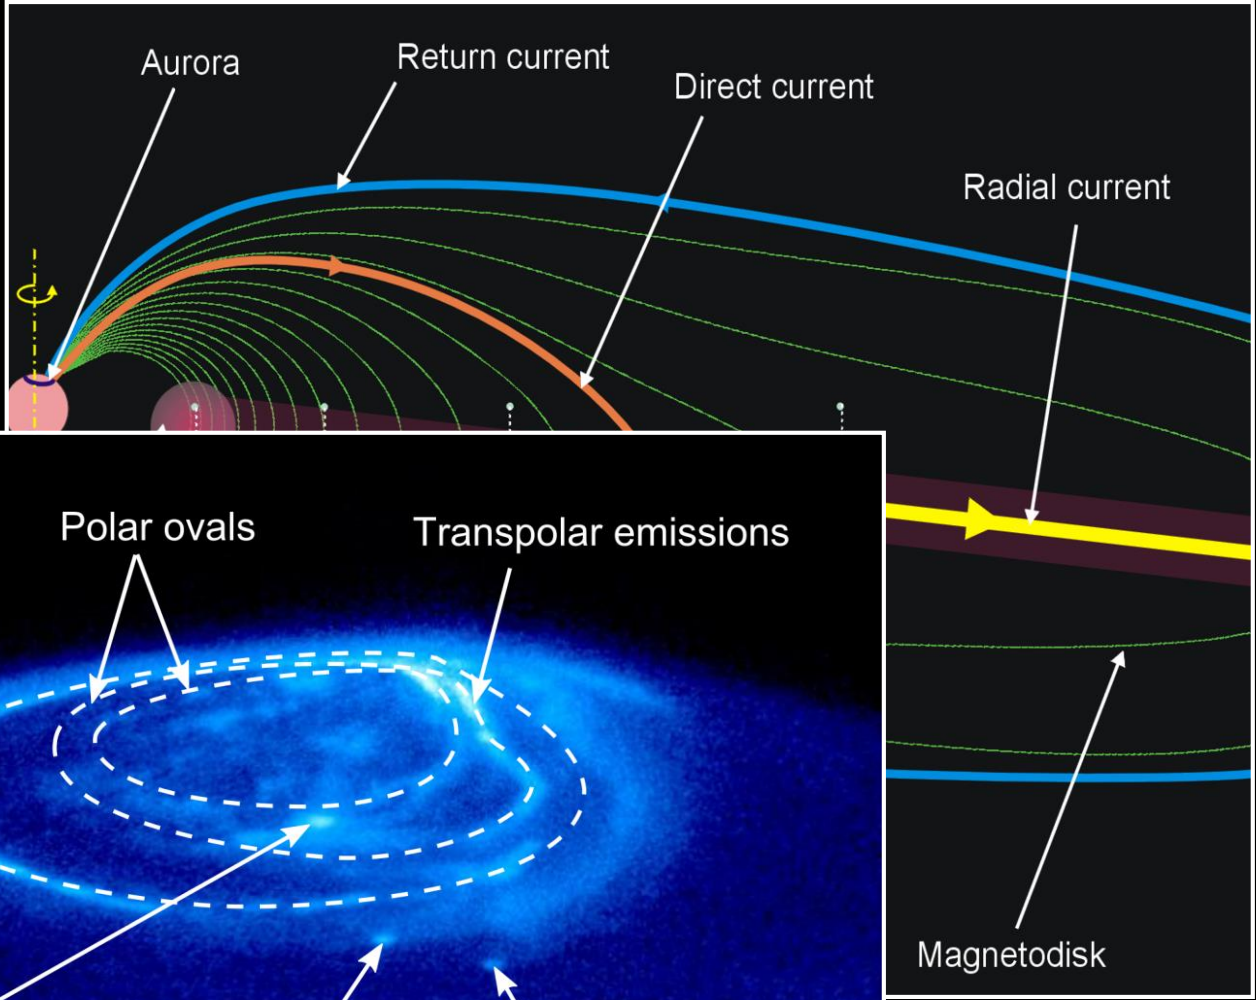 Aurora
Return current
Direct current
Radial current
Polar ovals
Transpolar emissions
Magnetodisk